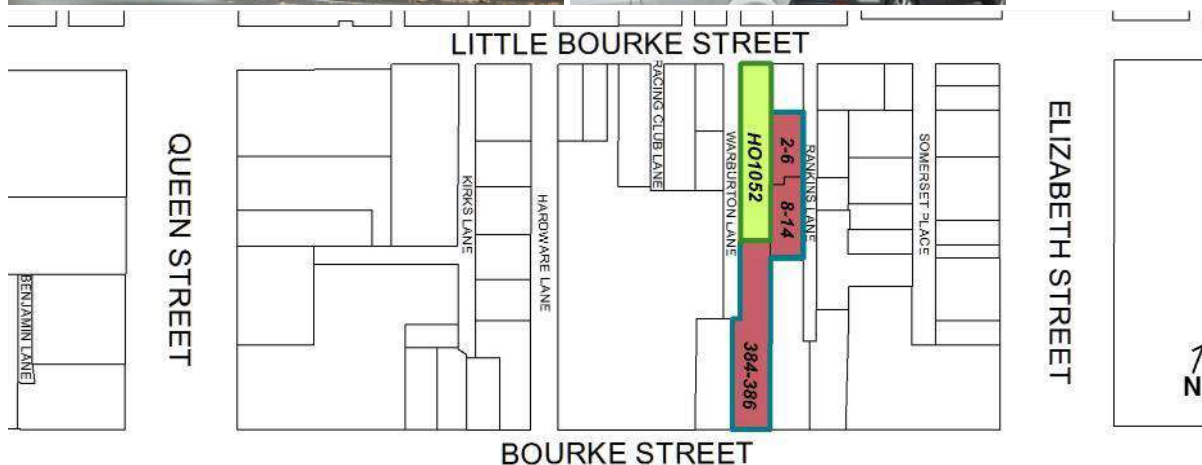 LITTLE BOURKE STREET
QUEEN STREET
BENJAMIN LANE
KIRKS LANE
HARDWARE LANE
RACING CLUB LANE
WARBURTON LANE
HO1052
2-6
8-14
384-386
RANKINS LANE
SOMERSET PLACE
ELIZABETH STREET
N
BOURKE STREET